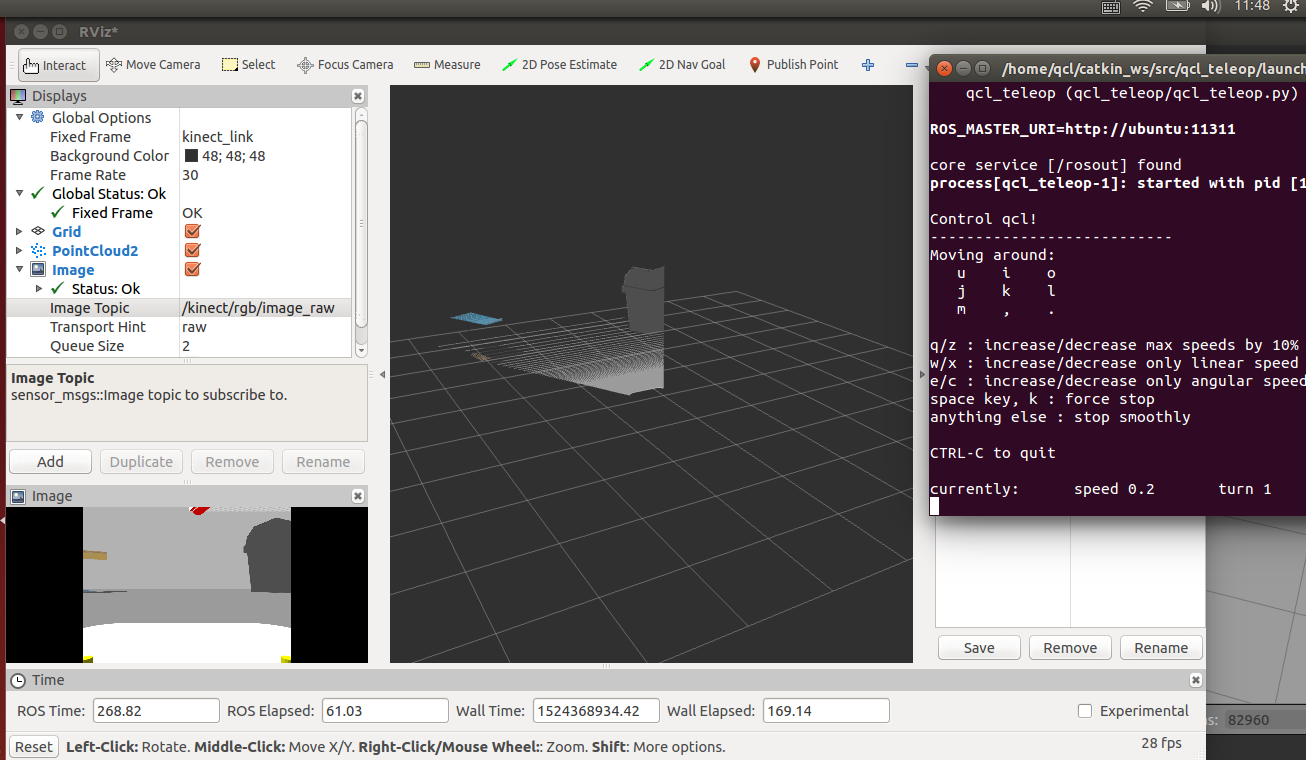 11:48
RViz*
Interact Move Camera Select Focus Camera Measure 2D Pose Estimate 2D Nav Goal Publish Point
Displays
Global Options
Fixed Frame kinect_link
Background Color 48; 48; 48
Frame Rate 30
Global Status: Ok
Fixed Frame OK
Grid
PointCloud2
Image
Status: Ok
Image Topic /kinect/rgb/image_raw
Transport Hint raw
Queue Size 2
Image Topic
sensor_msgs::Image topic to subscribe to.
Add Duplicate Remove Rename
Image
/home/qcl/catkin_ws/src/qcl_teleop/launch
qcl_teleop (qcl_teleop/qcl_teleop.py)
ROS_MASTER_URI=http://ubuntu:11311
core service [/rosout] found
process[qcl_teleop-1]: started with pid [1
Control qcl!
---------------------------
Moving around:
u i o
j k l
m , .
q/z : increase/decrease max speeds by 10%
w/x : increase/decrease only linear speed
e/c : increase/decrease only angular speed
space key, k : force stop
anything else : stop smoothly
CTRL-C to quit
currently: speed 0.2 turn 1
Save Remove Rename
Time
ROS Time: 268.82 ROS Elapsed: 61.03 Wall Time: 1524368934.42 Wall Elapsed: 169.14 Experimental
s: 82960
Reset Left-Click: Rotate. Middle-Click: Move X/Y. Right-Click/Mouse Wheel:: Zoom. Shift: More options.
28 fps